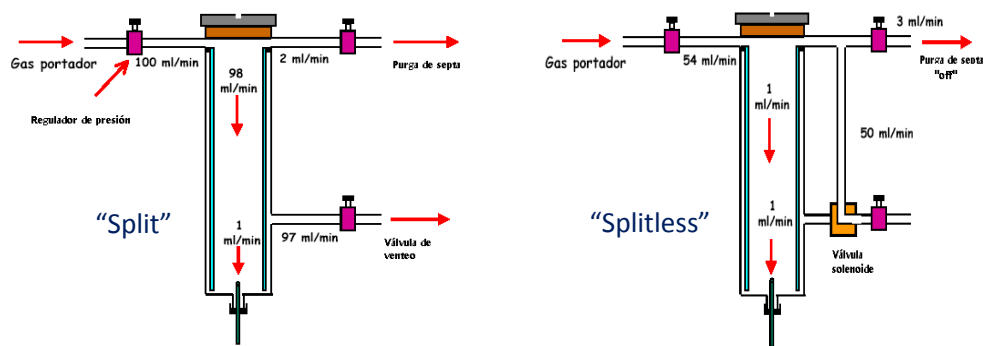 Gas portador
100 ml/min
2 ml/min
Purga de septa
98
ml/min
Regulador de presión
"Split"
1
ml/min
97 ml/min
Válvula de
venteo
3 ml/min
Gas portador
54 ml/min
Purga de septa
"off"
1
ml/min
50 ml/min
"Splitless"
1
ml/min
Válvula
solenoide